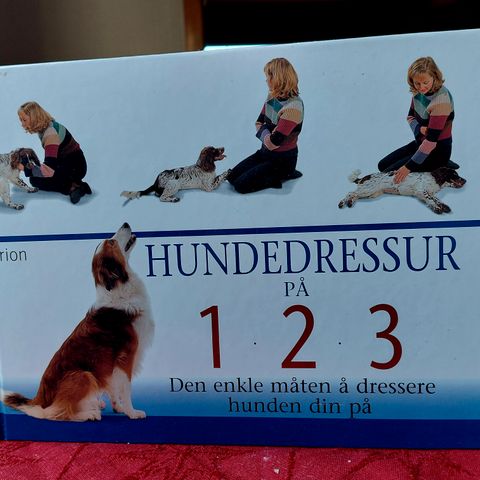 rion
HUNDEDRESSUR
PÅ
1 · 2 · 3
Den enkle måten å dressere
hunden din på